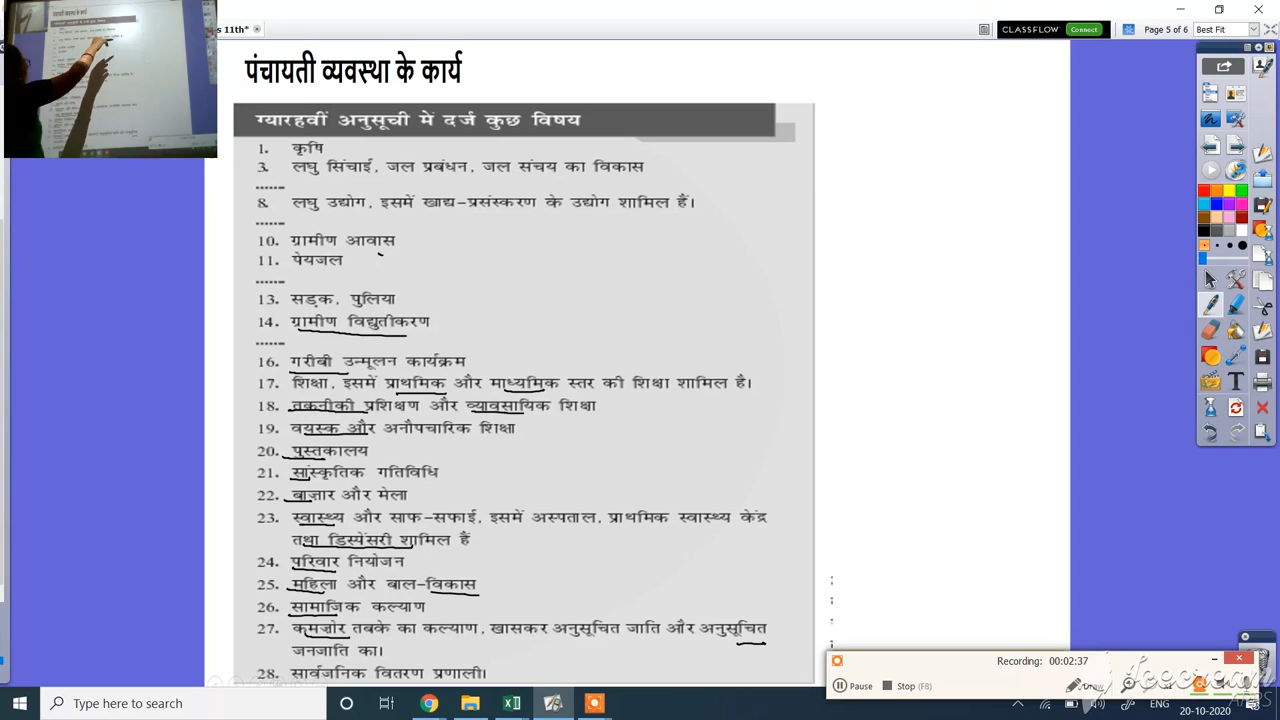 s 11th*
CLASSFLOW Connect
Page 5 of 6
Best Fit
पंचायती व्यवस्था के कार्य
ग्यारहवीं अनुसूची में दर्ज कुछ विषय
1. कृषि
3. लघु सिंचाई, जल प्रबंधन, जल संचय का विकास
......
8. लघु उद्योग, इसमें खाद्य-प्रसंस्करण के उद्योग शामिल हैं।
......
10. ग्रामीण आवास
11. पेयजल
......
13. सड़क, पुलिया
14. ग्रामीण विद्युतीकरण
......
16. गरीबी उन्मूलन कार्यक्रम
17. शिक्षा, इसमें प्राथमिक और माध्यमिक स्तर की शिक्षा शामिल है।
18. तकनीकी प्रशिक्षण और व्यावसायिक शिक्षा
19. वयस्क और अनौपचारिक शिक्षा
20. पुस्तकालय
21. सांस्कृतिक गतिविधि
22. बाज़ार और मेला
23. स्वास्थ्य और साफ-सफाई, इसमें अस्पताल, प्राथमिक स्वास्थ्य केंद्र
तथा डिस्पेंसरी शामिल हैं
24. परिवार नियोजन
25. महिला और बाल-विकास
26. सामाजिक कल्याण
27. कमज़ोर तबके का कल्याण, खासकर अनुसूचित जाति और अनुसूचित
जनजाति का।
28. सार्वजनिक वितरण प्रणाली।
Recording: 00:02:37
Pause Stop (F8) Draw
Icecream
APPS
Type here to search
ENG
20-10-2020